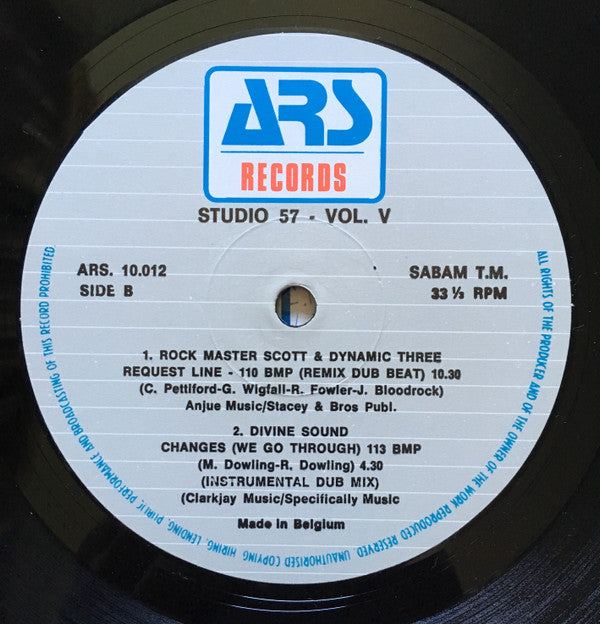 ARS
RECORDS
STUDIO 57 - VOL. V
ARS. 10.012
SIDE B
SABAM T.M.
33 ⅓ RPM
1. ROCK MASTER SCOTT & DYNAMIC THREE
REQUEST LINE - 110 BMP (REMIX DUB BEAT) 10.30
(C. Pettiford-G. Wigfall-R. Fowler-J. Bloodrock)
Anjue Music/Stacey & Bros Publ.
2. DIVINE SOUND
CHANGES (WE GO THROUGH) 113 BMP
(M. Dowling-R. Dowling) 4.30
(INSTRUMENTAL DUB MIX)
(Clarkjay Music/Specifically Music
Made in Belgium
ALL RIGHTS OF THE PRODUCER AND OF THE OWNER OF THE WORK REPRODUCED RESERVED. UNAUTHORISED COPYING, HIRING, LENDING, PUBLIC PERFORMANCE AND BROADCASTING OF THIS RECORD PROHIBITED.